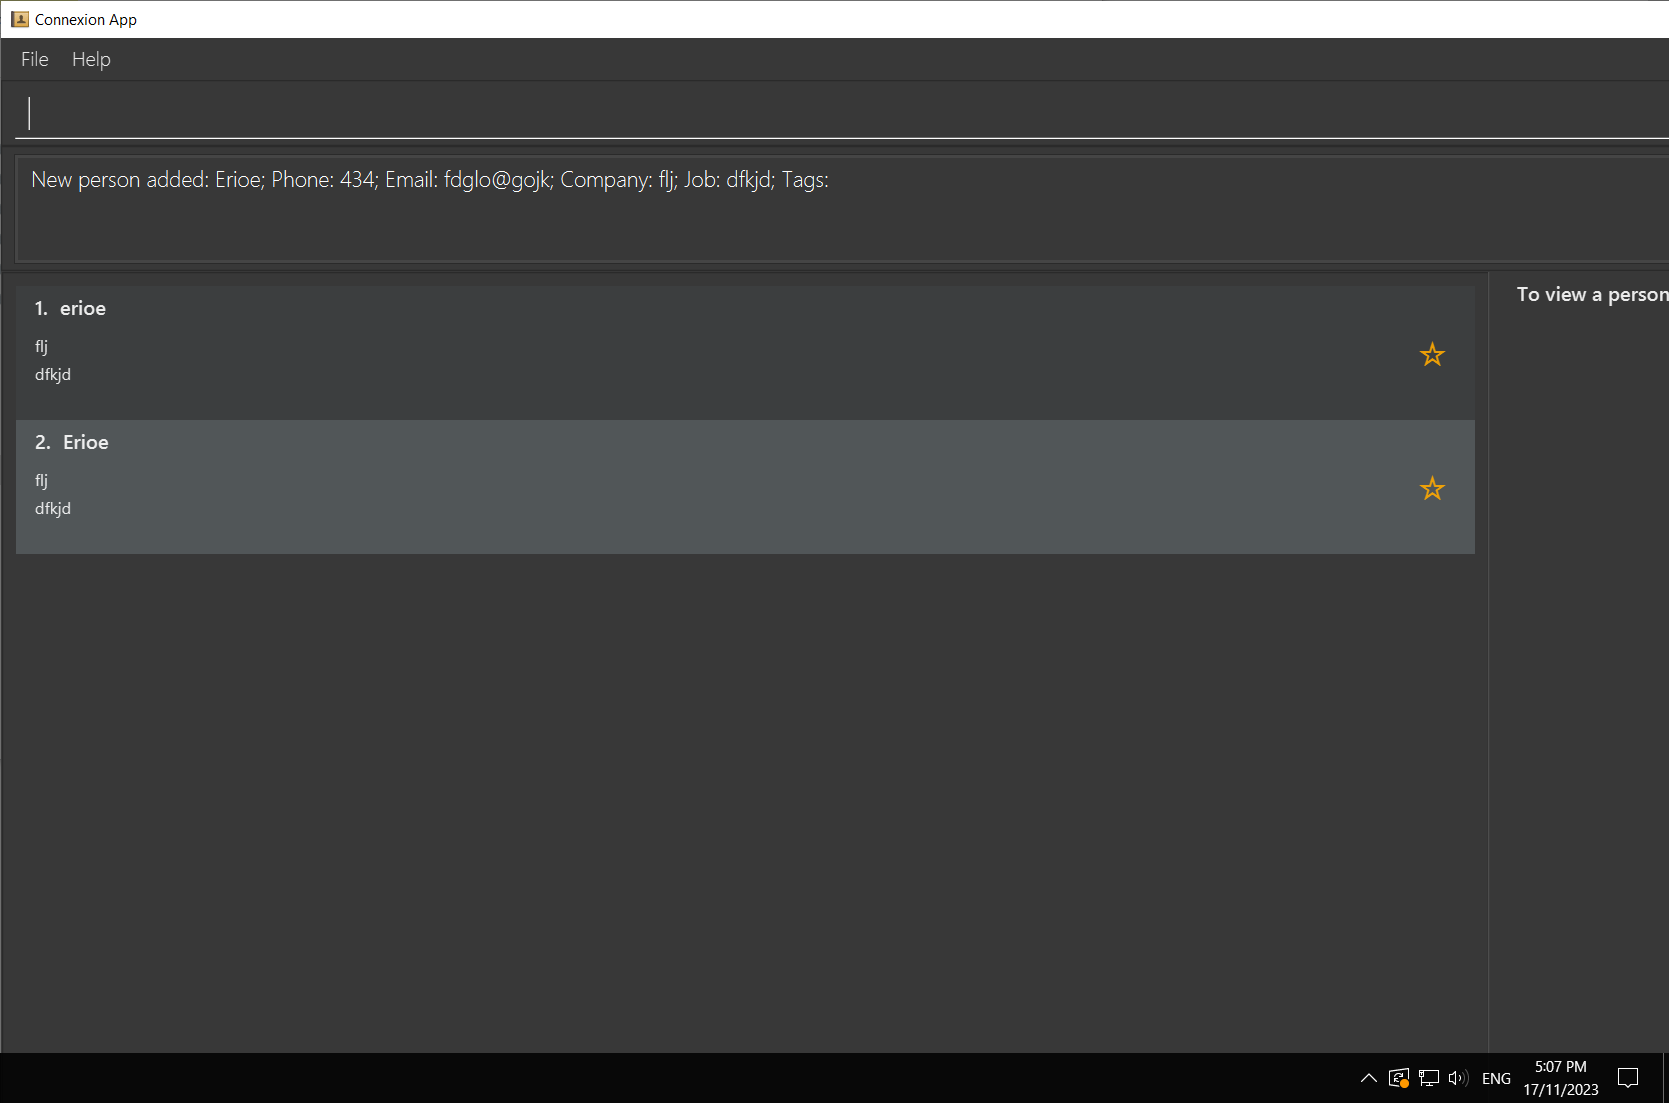 Connexion App
File Help
New person added: Erioe; Phone: 434; Email: fdglo@gojk; Company: flj; Job: dfkjd; Tags:
1. erioe
flj
dfkjd
2. Erioe
flj
dfkjd
To view a person
ENG
5:07 PM
17/11/2023